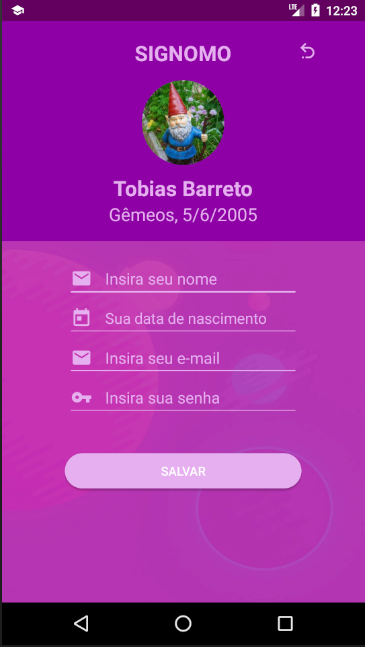 LTE 12:23
SIGNOMO
Tobias Barreto
Gêmeos, 5/6/2005
Insira seu nome
Sua data de nascimento
Insira seu e-mail
Insira sua senha
SALVAR